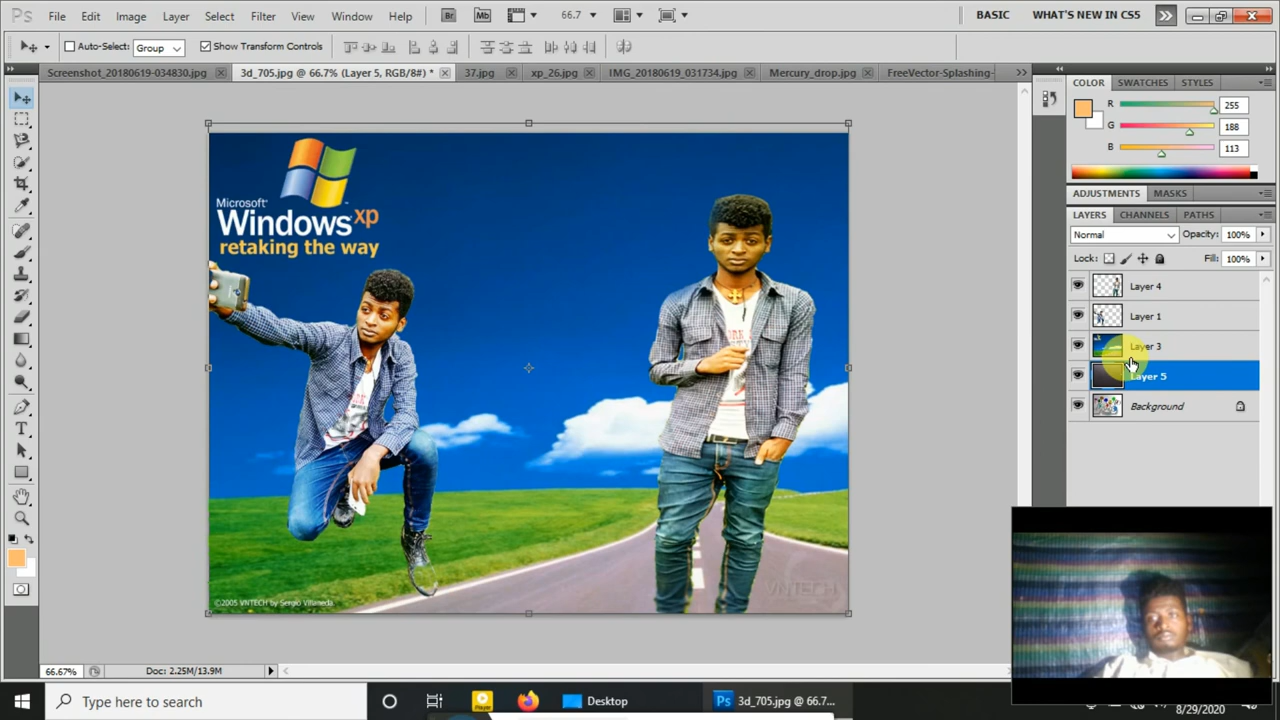 Ps File Edit Image Layer Select Filter View Window Help Br Mb 66.7 BASIC WHAT'S NEW IN CS5
Auto-Select: Group Show Transform Controls
Screenshot_20180619-034830.jpg 3d_705.jpg @ 66.7% (Layer 5, RGB/8#) * 37.jpg xp_26.jpg IMG_20180619_031734.jpg Mercury_drop.jpg FreeVector-Splashing-
COLOR SWATCHES STYLES
R 255
G 188
B 113
ADJUSTMENTS MASKS
LAYERS CHANNELS PATHS
Normal Opacity: 100%
Lock: Fill: 100%
Layer 4
Layer 1
Layer 3
Layer 5
Background
Microsoft
Windows xp
retaking the way
VNTECH
©2005 VNTECH by Sergio Villaneda
66.67% Doc: 2.25M/13.9M
Type here to search Player Desktop Ps 3d_705.jpg @ 66.7%...
8/29/2020